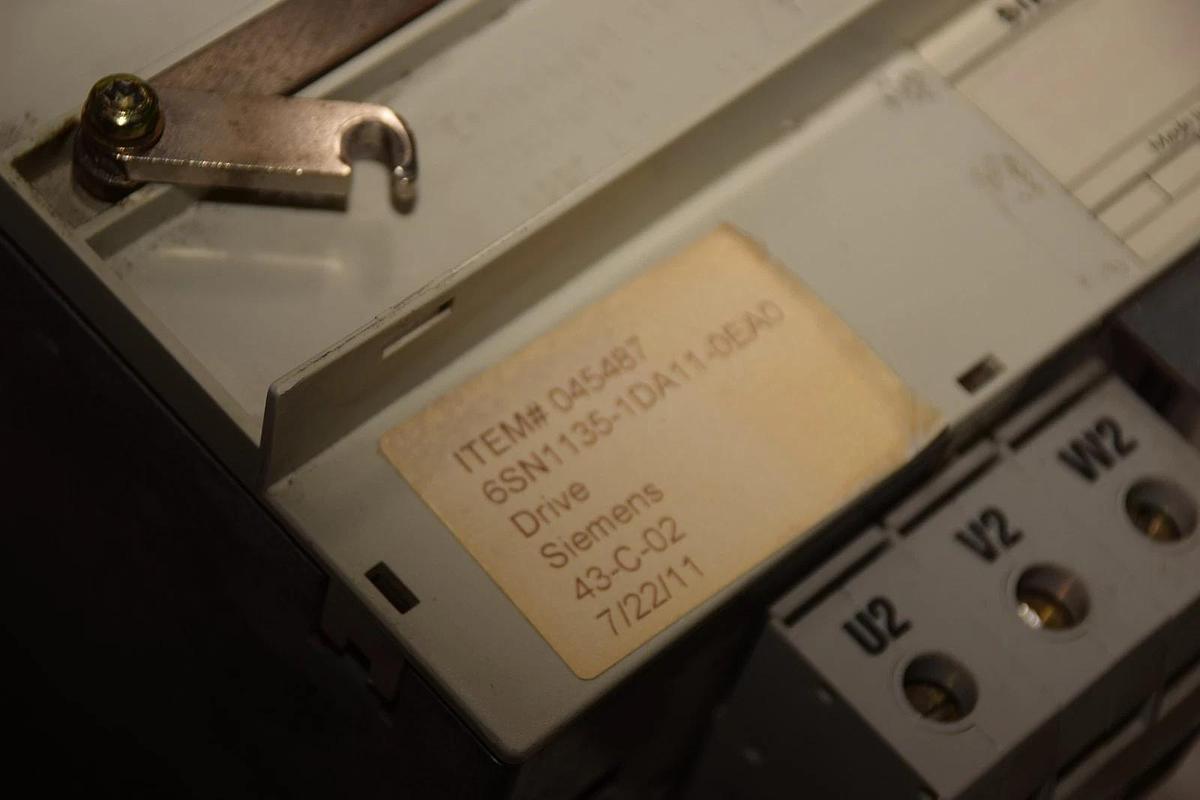 ITEM# 045487
6SN1135-1DA11-0EA0
Drive
Siemens
43-C-02
7/22/11
U2
V2
W2